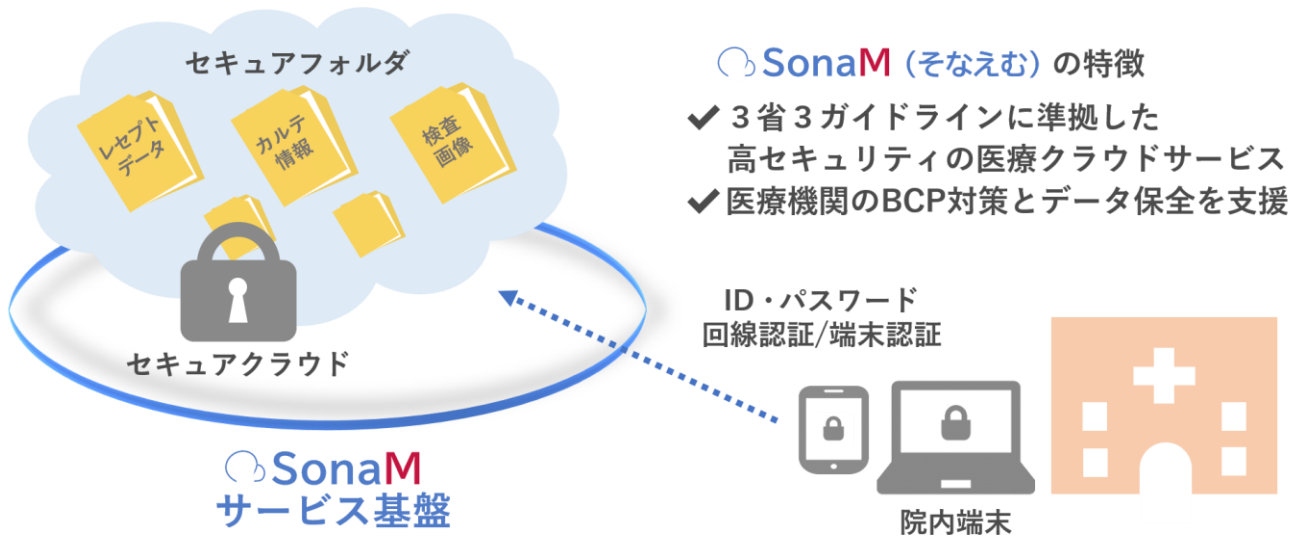 セキュアフォルダ
レセプト
データ
カルテ
情報
検査
画像
セキュアクラウド
SonaM
サービス基盤
SonaM（そなえむ）の特徴
３省３ガイドラインに準拠した
高セキュリティの医療クラウドサービス
医療機関のBCP対策とデータ保全を支援
ID・パスワード
回線認証/端末認証
院内端末